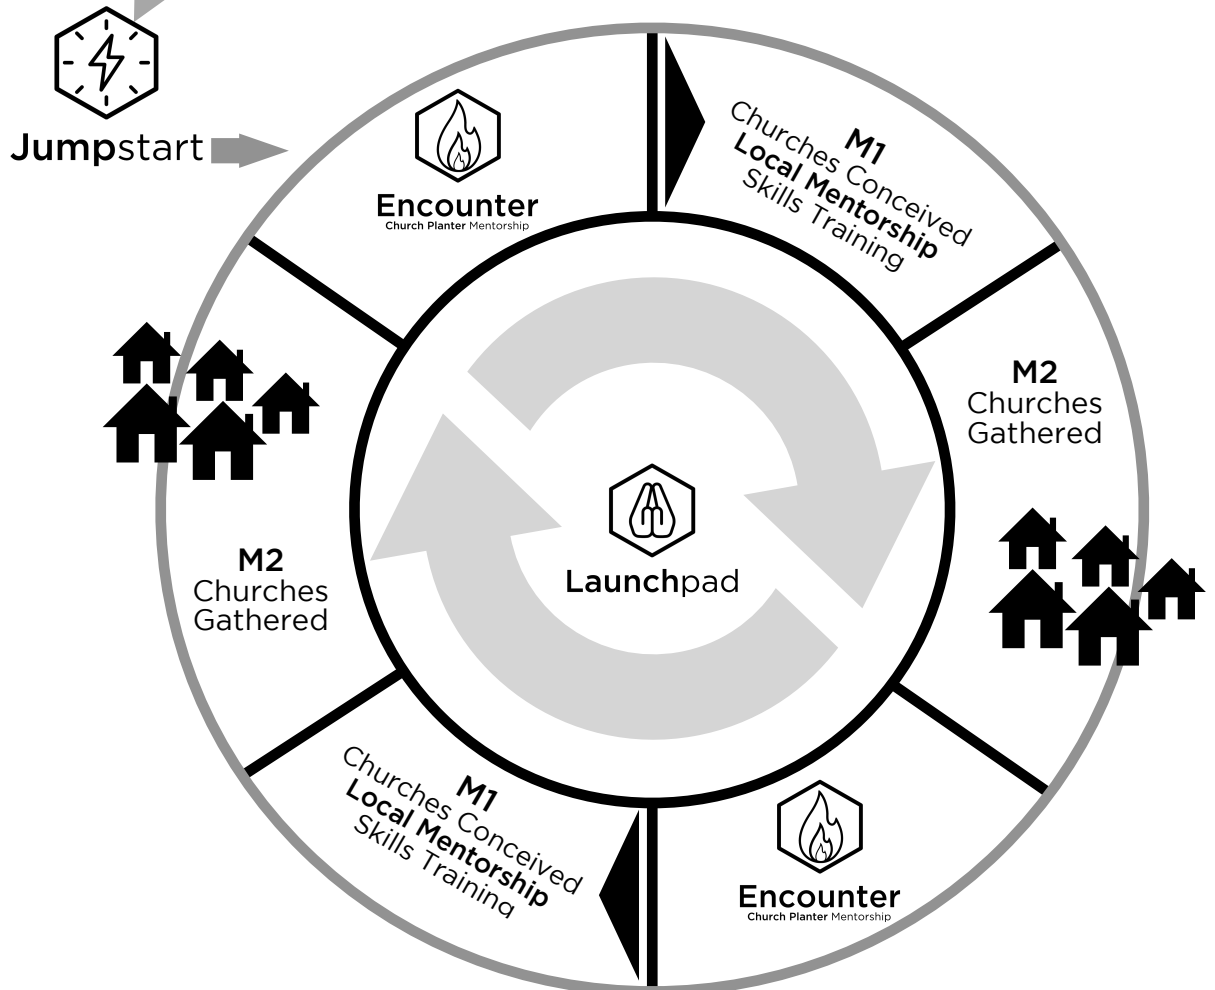 Jumpstart
Encounter
Church Planter Mentorship
M1
Churches Conceived
Local Mentorship
Skills Training
M2
Churches
Gathered
Launchpad
M2
Churches
Gathered
M1
Churches Conceived
Local Mentorship
Skills Training
Encounter
Church Planter Mentorship